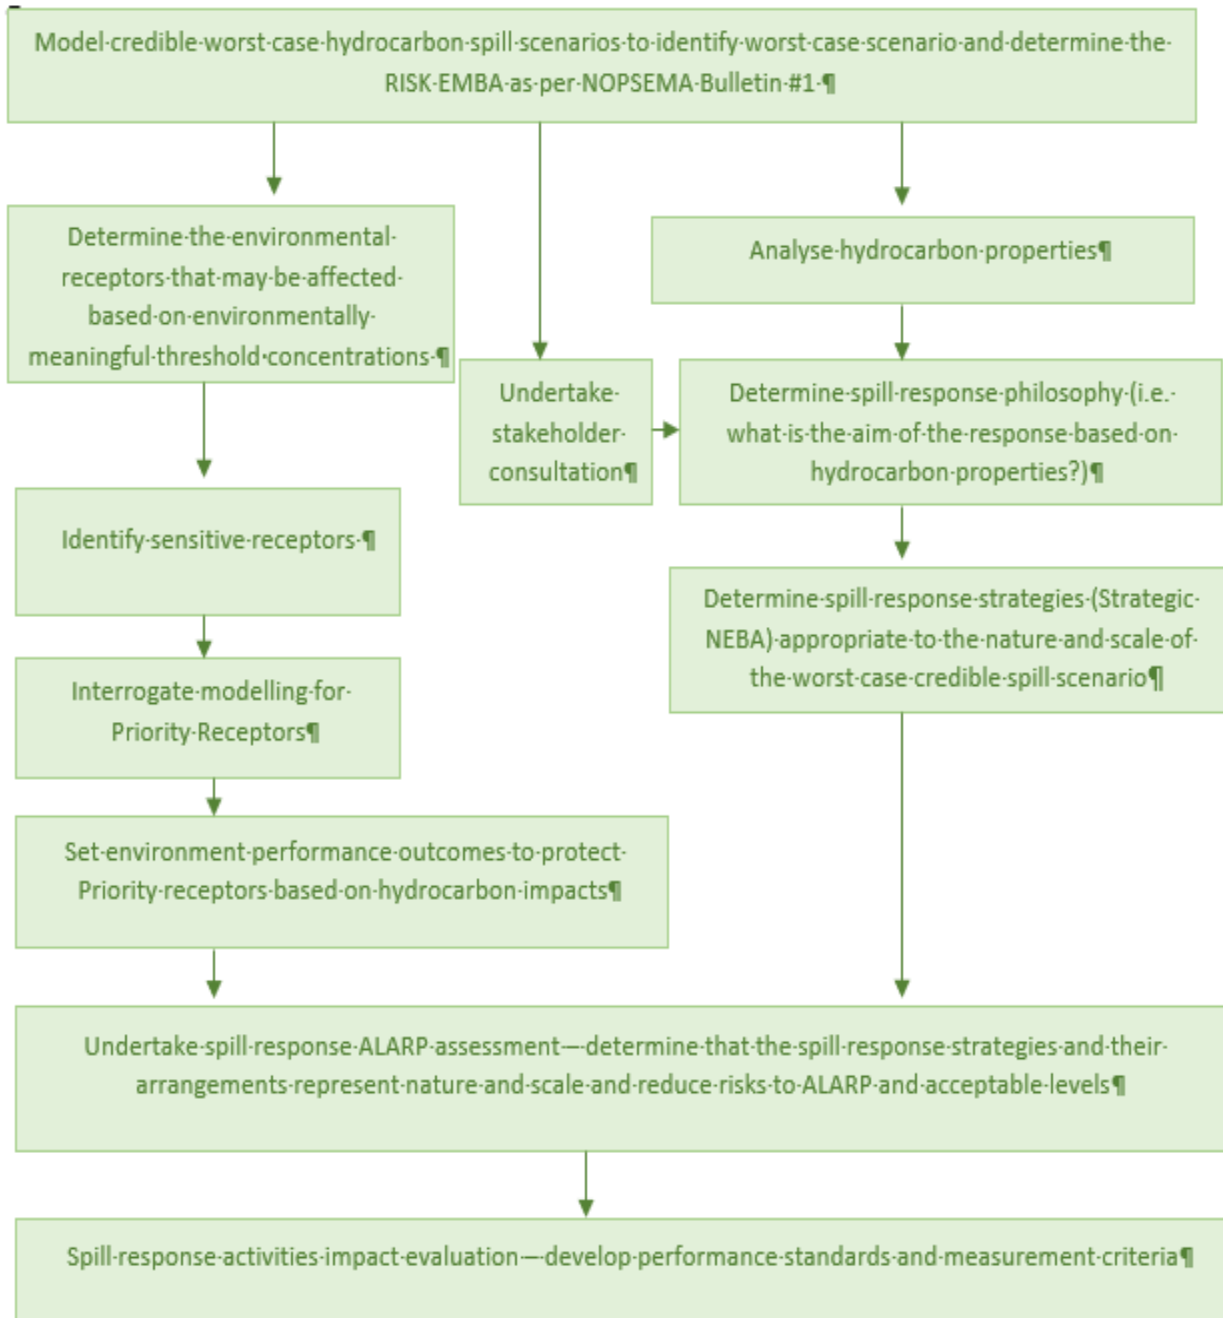 Model credible worst case hydrocarbon spill scenarios to identify worst case scenario and determine the
RISK EMBA as per NOPSEMA Bulletin #1 ¶
Determine the environmental
receptors that may be affected
based on environmentally
meaningful threshold concentrations ¶
Analyse hydrocarbon properties¶
Undertake
stakeholder
consultation¶
Determine spill response philosophy (i.e.
what is the aim of the response based on
hydrocarbon properties?)¶
Identify sensitive receptors ¶
Determine spill response strategies (Strategic
NEBA) appropriate to the nature and scale of
the worst case credible spill scenario¶
Interrogate modelling for
Priority Receptors¶
Set environment performance outcomes to protect
Priority receptors based on hydrocarbon impacts¶
Undertake spill response ALARP assessment — determine that the spill response strategies and their
arrangements represent nature and scale and reduce risks to ALARP and acceptable levels¶
Spill response activities impact evaluation — develop performance standards and measurement criteria¶